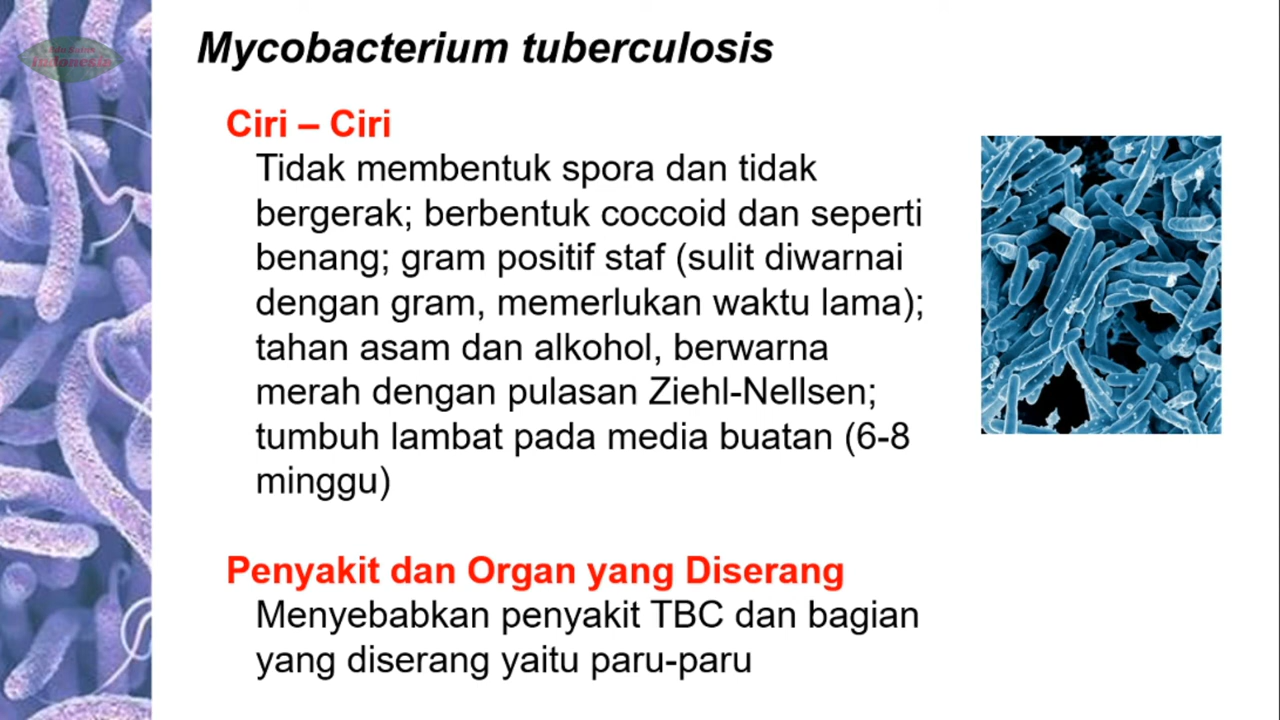 Mycobacterium tuberculosis
Ciri – Ciri
Tidak membentuk spora dan tidak
bergerak; berbentuk coccoid dan seperti
benang; gram positif staf (sulit diwarnai
dengan gram, memerlukan waktu lama);
tahan asam dan alkohol, berwarna
merah dengan pulasan Ziehl-Nellsen;
tumbuh lambat pada media buatan (6-8
minggu)
Penyakit dan Organ yang Diserang
Menyebabkan penyakit TBC dan bagian
yang diserang yaitu paru-paru